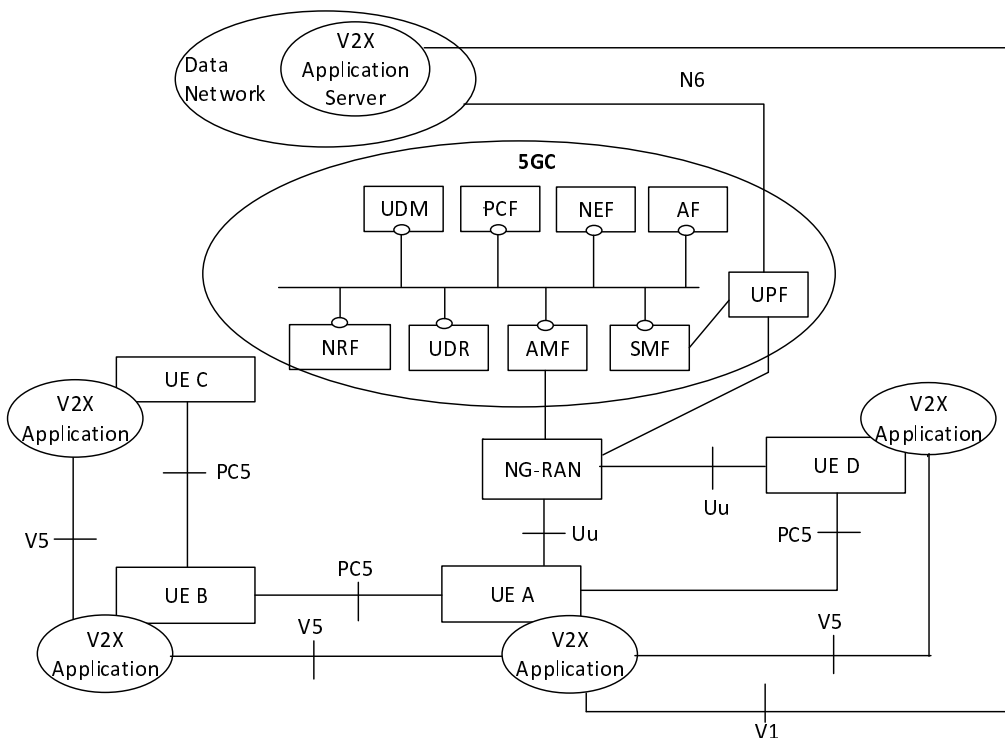 V2X
Application
Server
Data
Network
N6
5GC
UDM
PCF
NEF
AF
UPF
NRF
UDR
AMF
SMF
UE C
V2X
Application
V2X
Application
PC5
NG-RAN
UE D
Uu
V5
Uu
PC5
UE B
PC5
UE A
V2X
Application
V5
V2X
Application
V5
V1